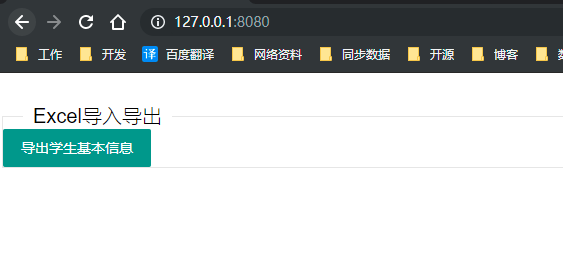 127.0.0.1:8080
工作 开发 译 百度翻译 网络资料 同步数据 开源 博客
Excel导入导出
导出学生基本信息